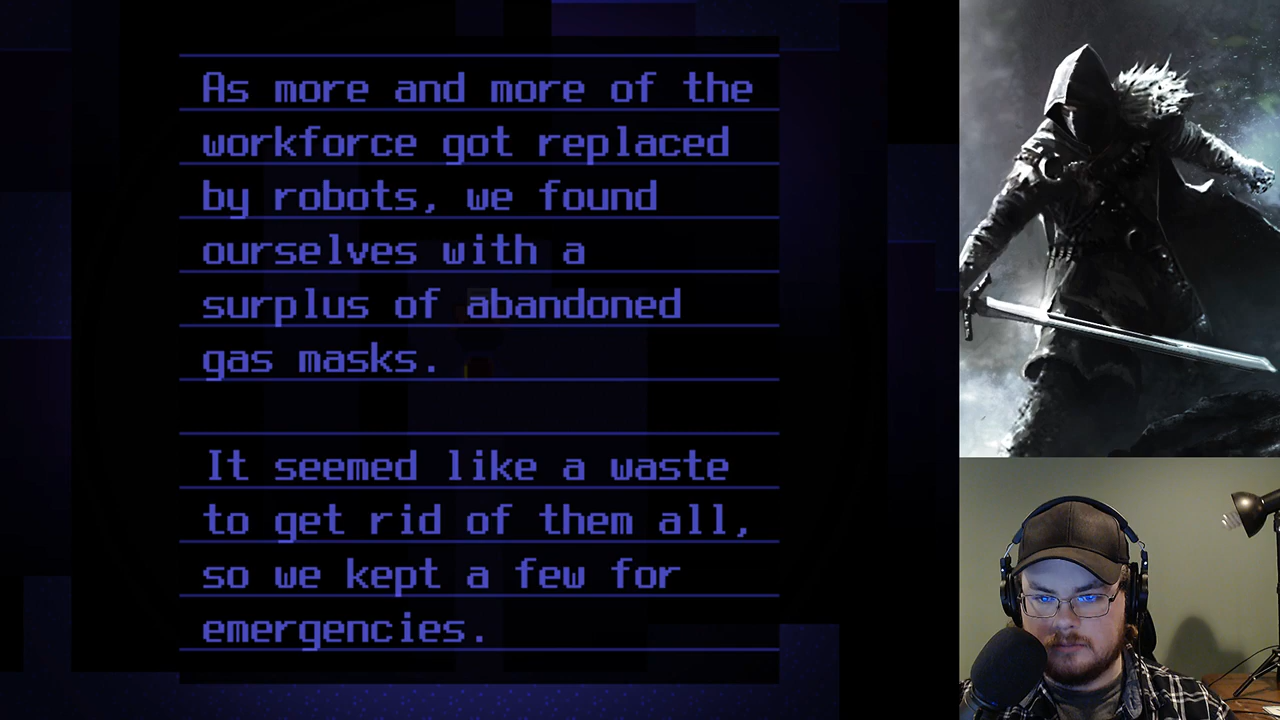 As more and more of the
workforce got replaced
by robots, we found
ourselves with a
surplus of abandoned
gas masks.
It seemed like a waste
to get rid of them all,
so we kept a few for
emergencies.